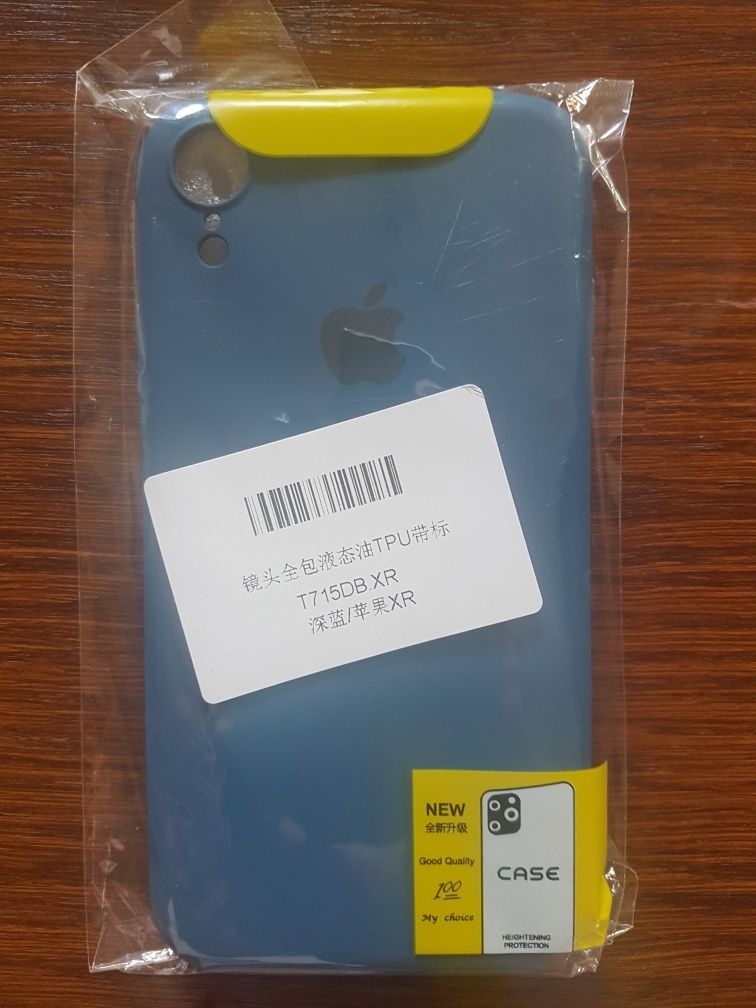 镜头全包液态油TPU带标
T715DB.XR
深蓝/苹果XR
NEW
全新升级
Good Quality
100
My choice
CASE
HEIGHTENING
PROTECTION